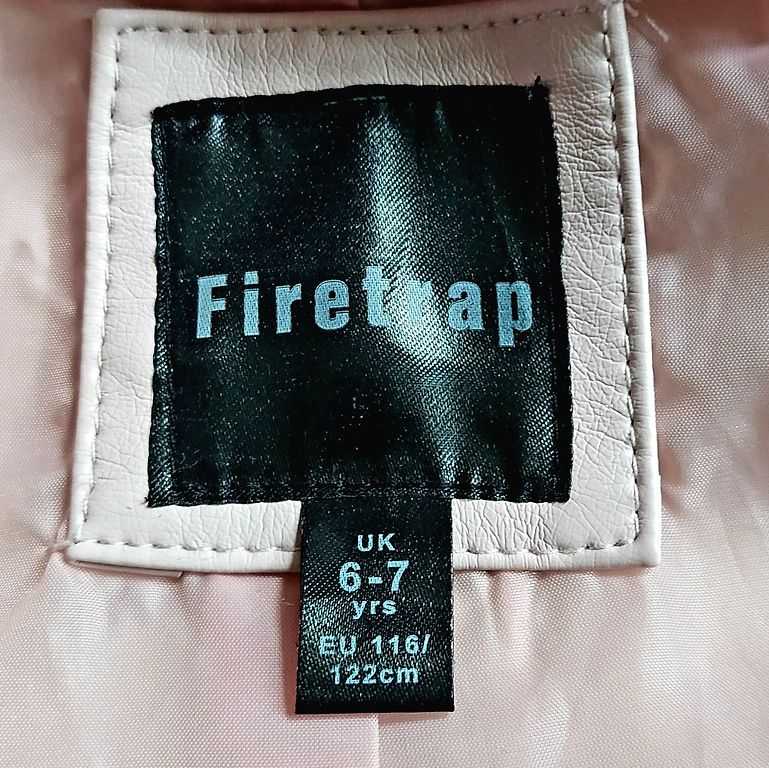 Firetrap
UK
6-7
yrs
EU 116/
122cm